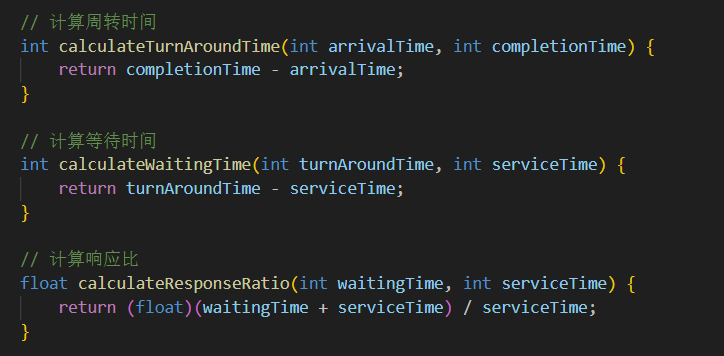 // 计算周转时间
int calculateTurnAroundTime(int arrivalTime, int completionTime) {
    return completionTime - arrivalTime;
}
// 计算等待时间
int calculateWaitingTime(int turnAroundTime, int serviceTime) {
    return turnAroundTime - serviceTime;
}
// 计算响应比
float calculateResponseRatio(int waitingTime, int serviceTime) {
    return (float)(waitingTime + serviceTime) / serviceTime;
}